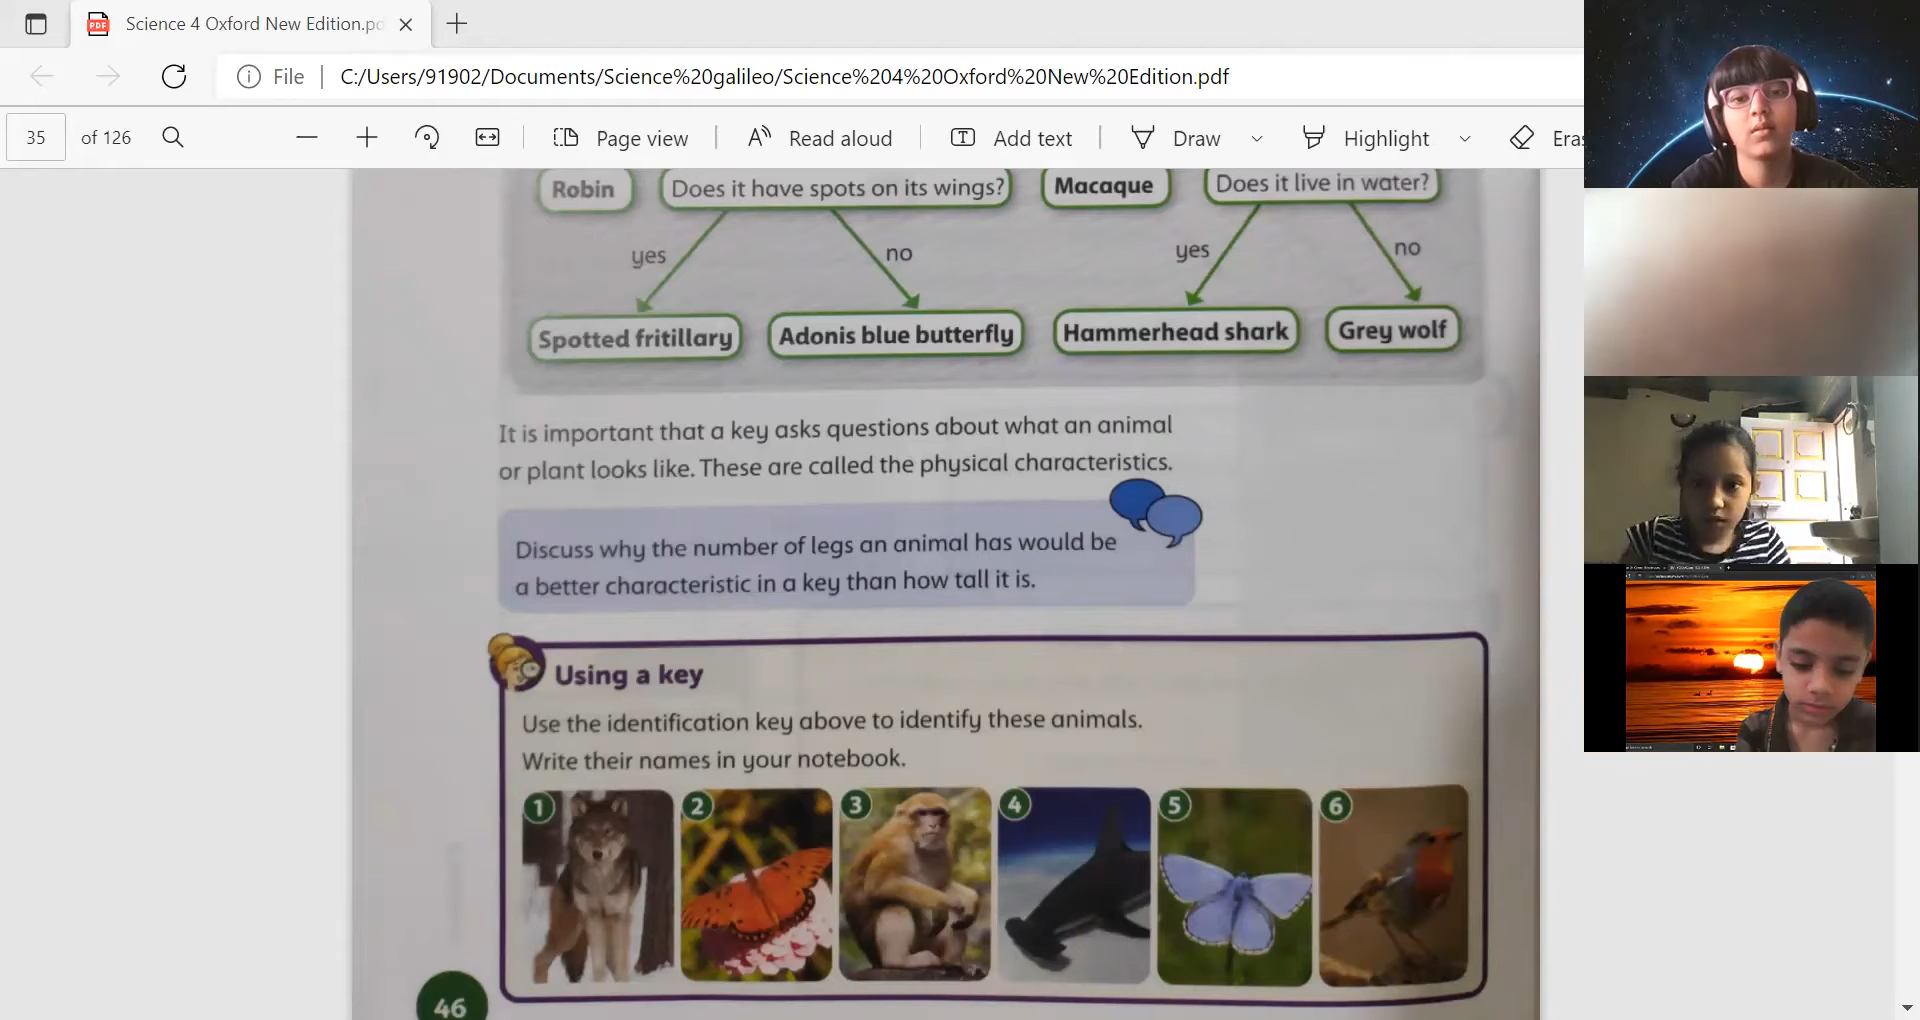 Science 4 Oxford New Edition.pd
File
C:/Users/91902/Documents/Science%20galileo/Science%204%20Oxford%20New%20Edition.pdf
35 of 126
Page view
Read aloud
Add text
Draw
Highlight
Eras
Robin
Does it have spots on its wings?
Macaque
Does it live in water?
yes
no
yes
no
Spotted fritillary
Adonis blue butterfly
Hammerhead shark
Grey wolf
It is important that a key asks questions about what an animal
or plant looks like. These are called the physical characteristics.
Discuss why the number of legs an animal has would be
a better characteristic in a key than how tall it is.
Using a key
Use the identification key above to identify these animals.
Write their names in your notebook.
1 2 3 4 5 6
46